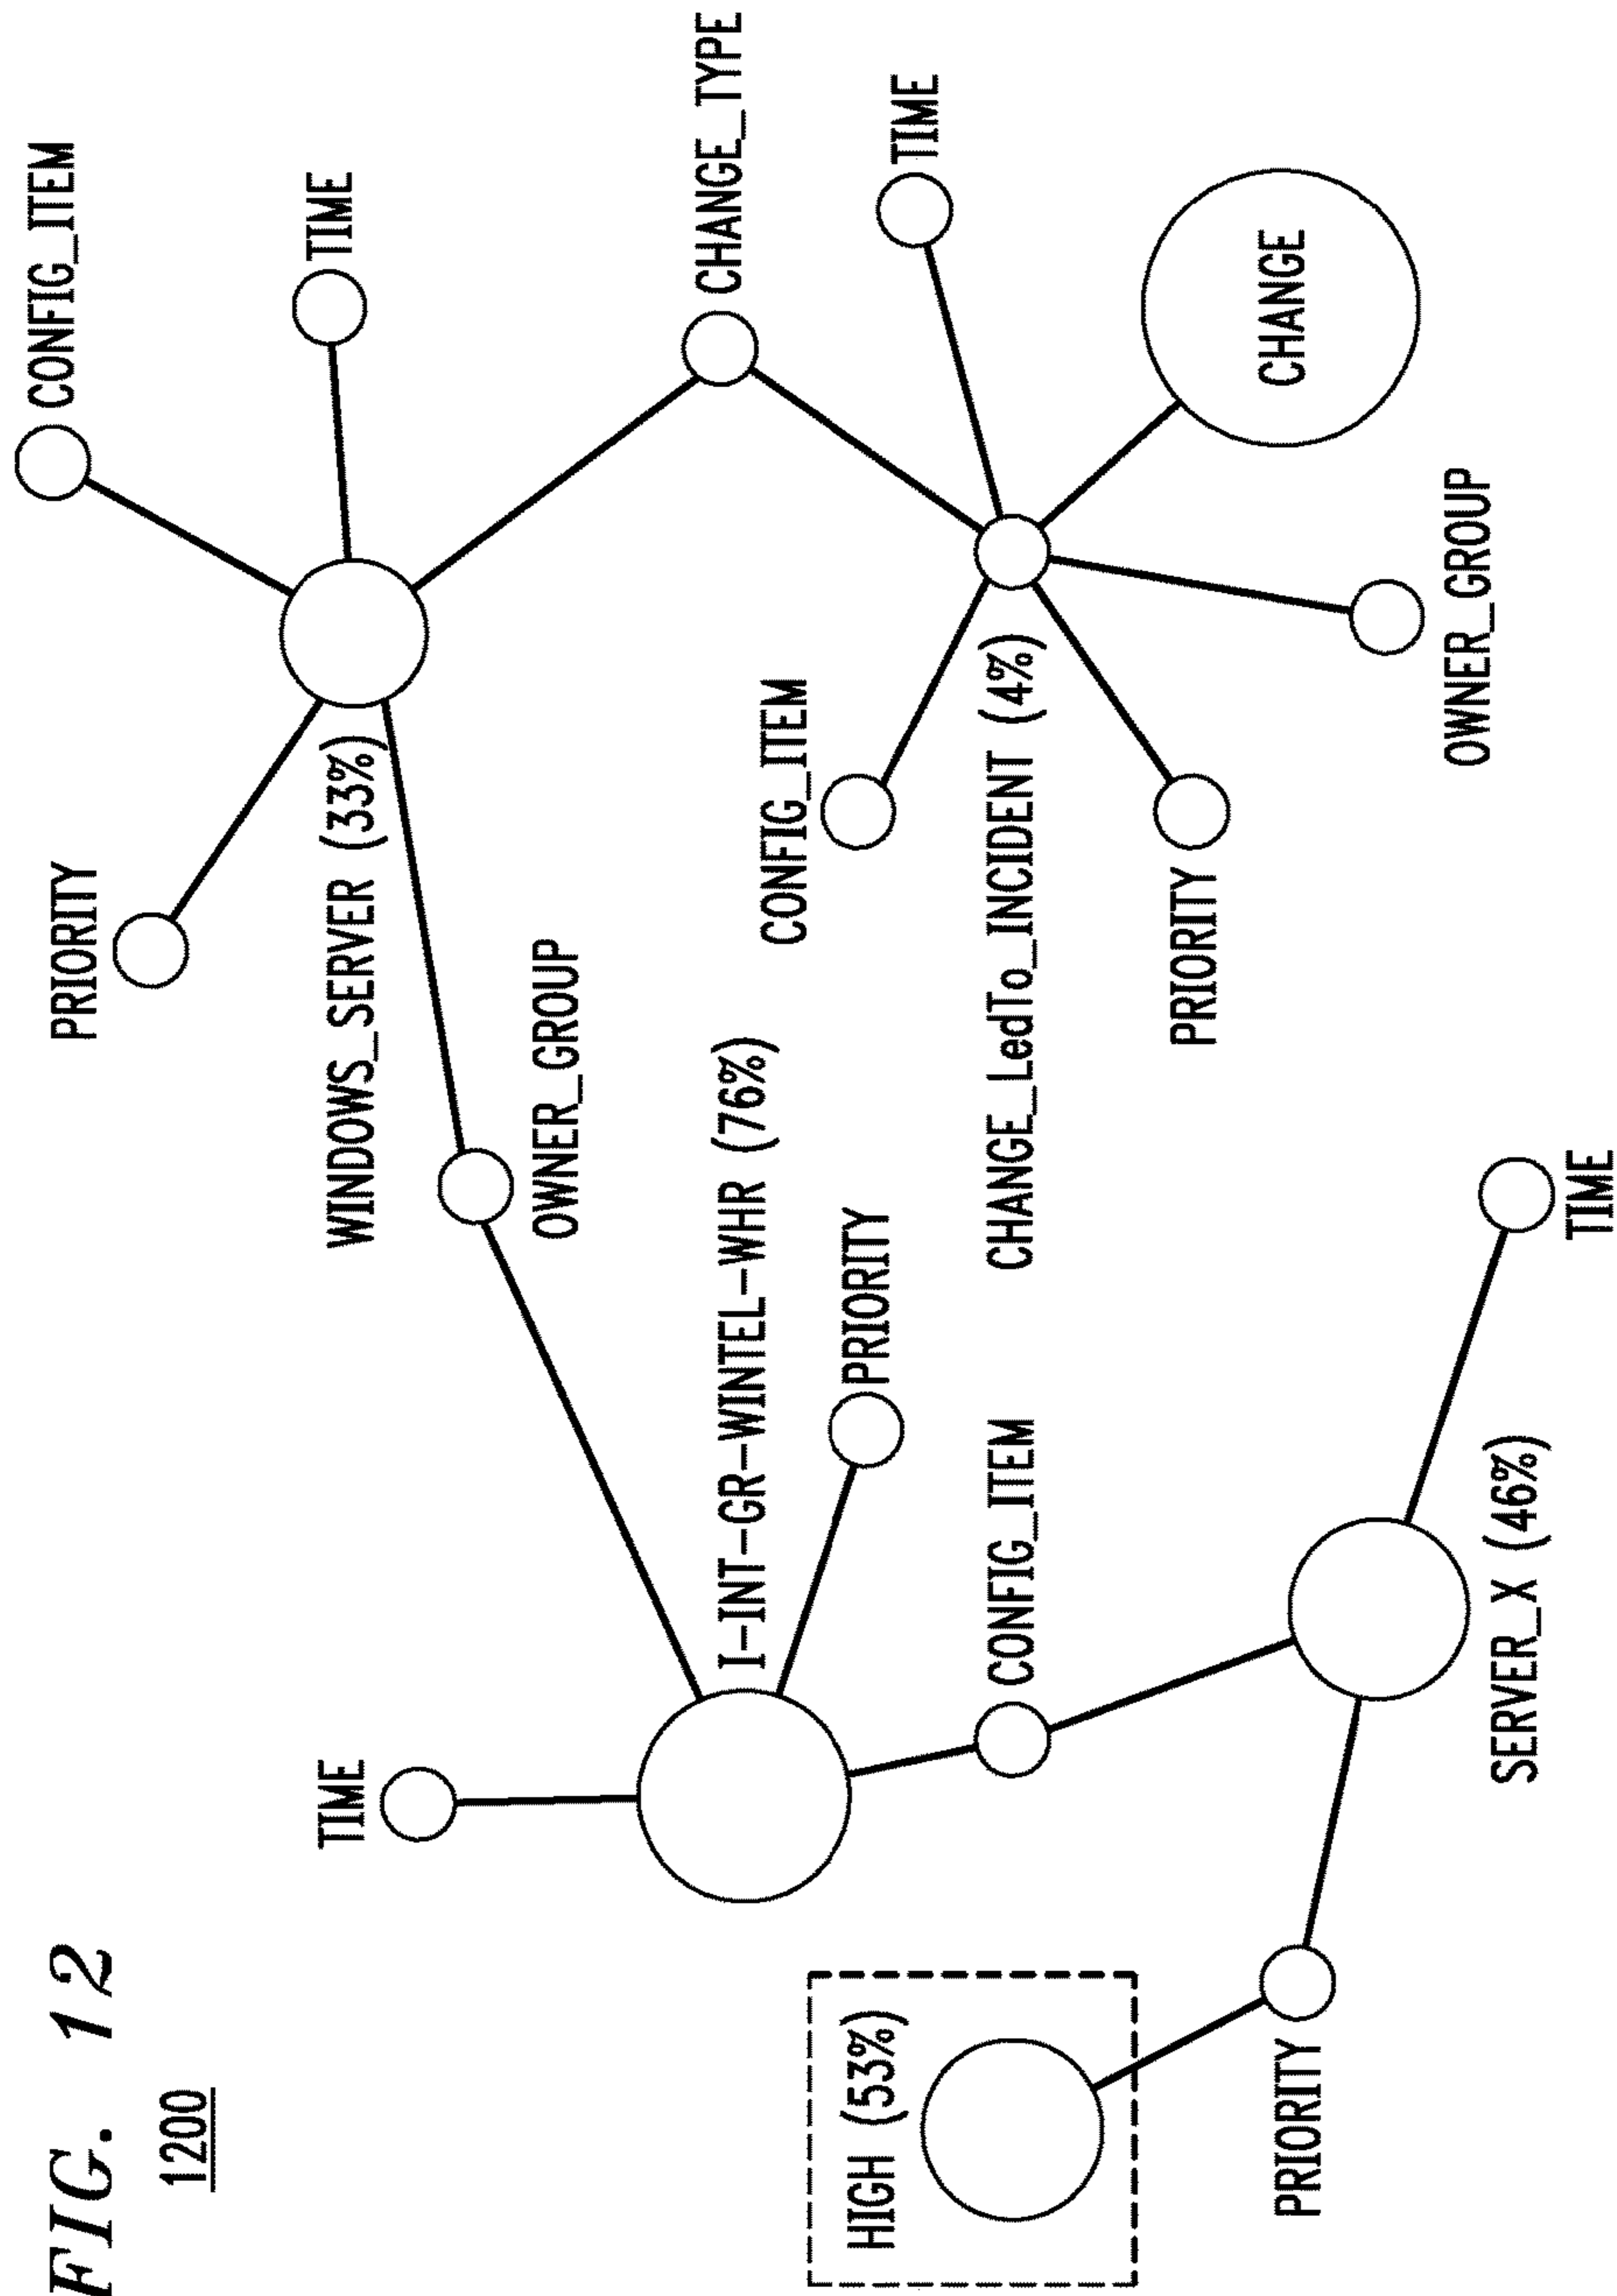 FIG. 12
1200
CONFIG_ITEM
PRIORITY
TIME
WINDOWS_SERVER (33%)
TIME
OWNER_GROUP
CHANGE_TYPE
I-INT-GR-WINTEL-WHR (76%)
CONFIG_ITEM
PRIORITY
HIGH (53%)
TIME
CONFIG_ITEM
CHANGE_LedTo_INCIDENT (4%)
PRIORITY
CHANGE
PRIORITY
OWNER_GROUP
SERVER_X (46%)
TIME